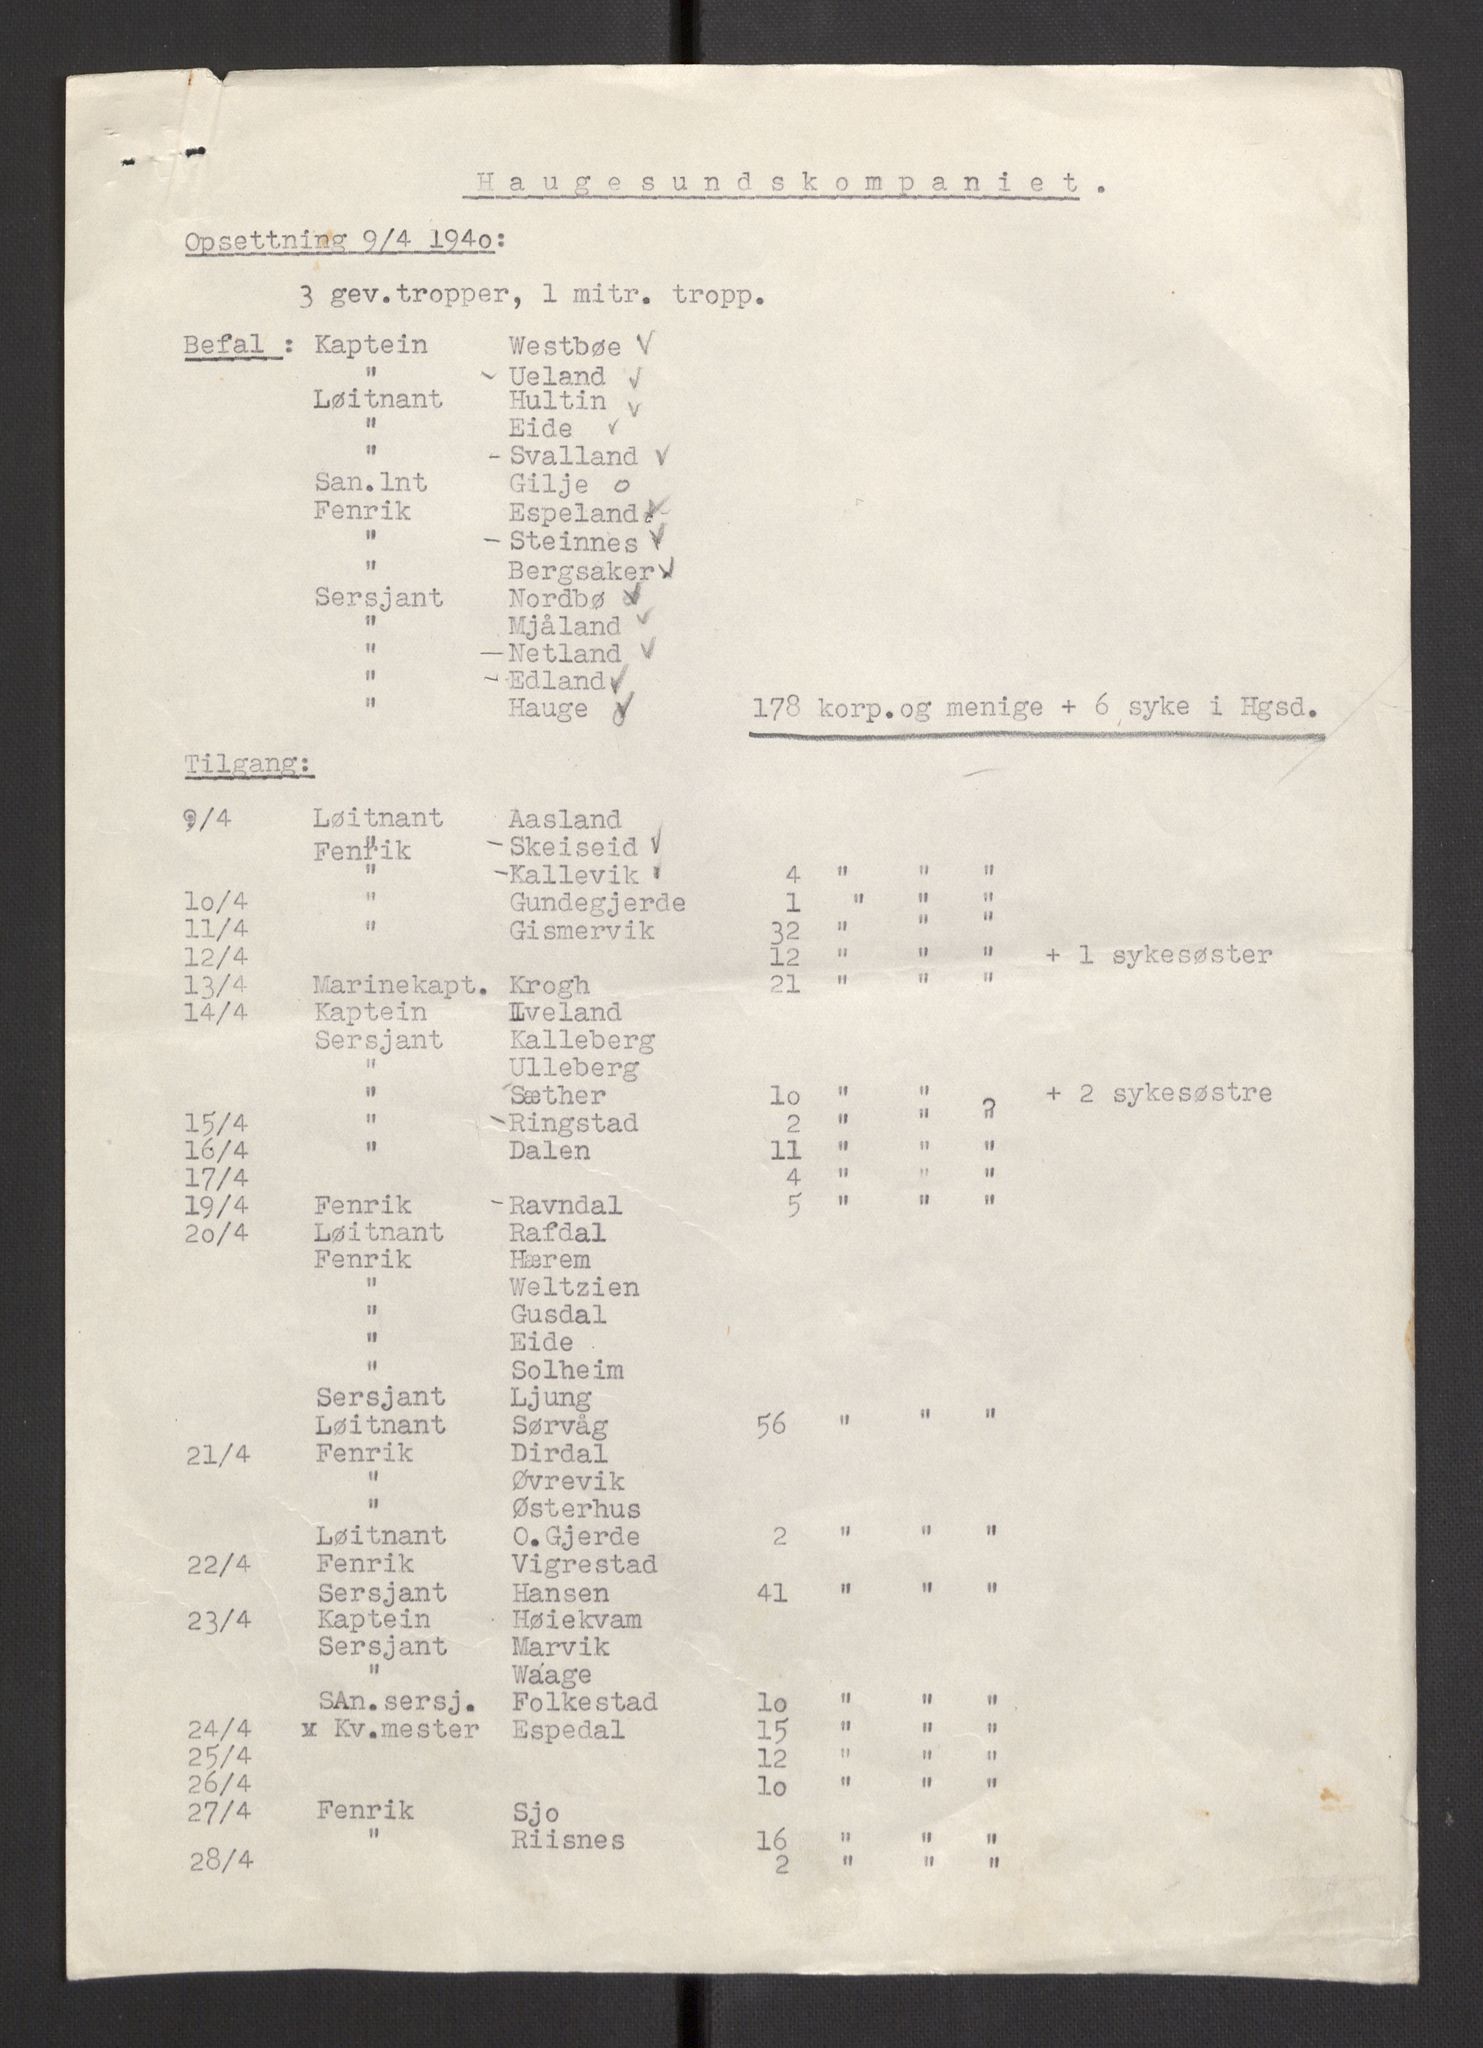 Haugesundskompaniet.
Opsettning 9/4 194o:
3 gev.tropper, 1 mitr. tropp.
Befal : Kaptein Westbøe √
" - Ueland √
Løitnant Hultin √
" Eide √
" - Svalland √
San.lnt Gilje o
Fenrik Espeland √
" - Steinnes √
" Bergsaker √
Sersjant Nordbø √
" Mjåland √
" - Netland √
" - Edland √
" Hauge √ 178 korp.og menige + 6 syke i Hgsd.
Tilgang:
9/4 Løitnant Aasland
Fenrik " - Skeiseid √
" - Kallevik 4 " " "
lo/4 " Gundegjerde 1 " " "
11/4 " Gismervik 32 " " "
12/4 12 " " " + 1 sykesøster
13/4 Marinekapt. Krogh 21 " " "
14/4 Kaptein Lveland
Sersjant Kalleberg
" Ulleberg
" Sæther lo " " ? + 2 sykesøstre
15/4 " - Ringstad 2 " " "
16/4 " Dalen 11 " " "
17/4 4 " " "
19/4 Fenrik - Ravndal 5 " " "
2o/4 Løitnant Rafdal
Fenrik Hærem
" Weltzien
" Gusdal
" Eide
" Solheim
Sersjant Ljung
Løitnant Sørvåg 56 " " "
21/4 Fenrik Dirdal
" Øvrevik
" Østerhus
Løitnant O.Gjerde 2 " " "
22/4 Fenrik Vigrestad
Sersjant Hansen 41 " " "
23/4 Kaptein Høiekvam
Sersjant Marvik
" Waage
SAn.sersj. Folkestad lo " " "
24/4 x Kv.mester Espedal 15 " " "
25/4 12 " " "
26/4 lo " " "
27/4 Fenrik Sjo
" Riisnes 16 " " "
28/4 2 " " "